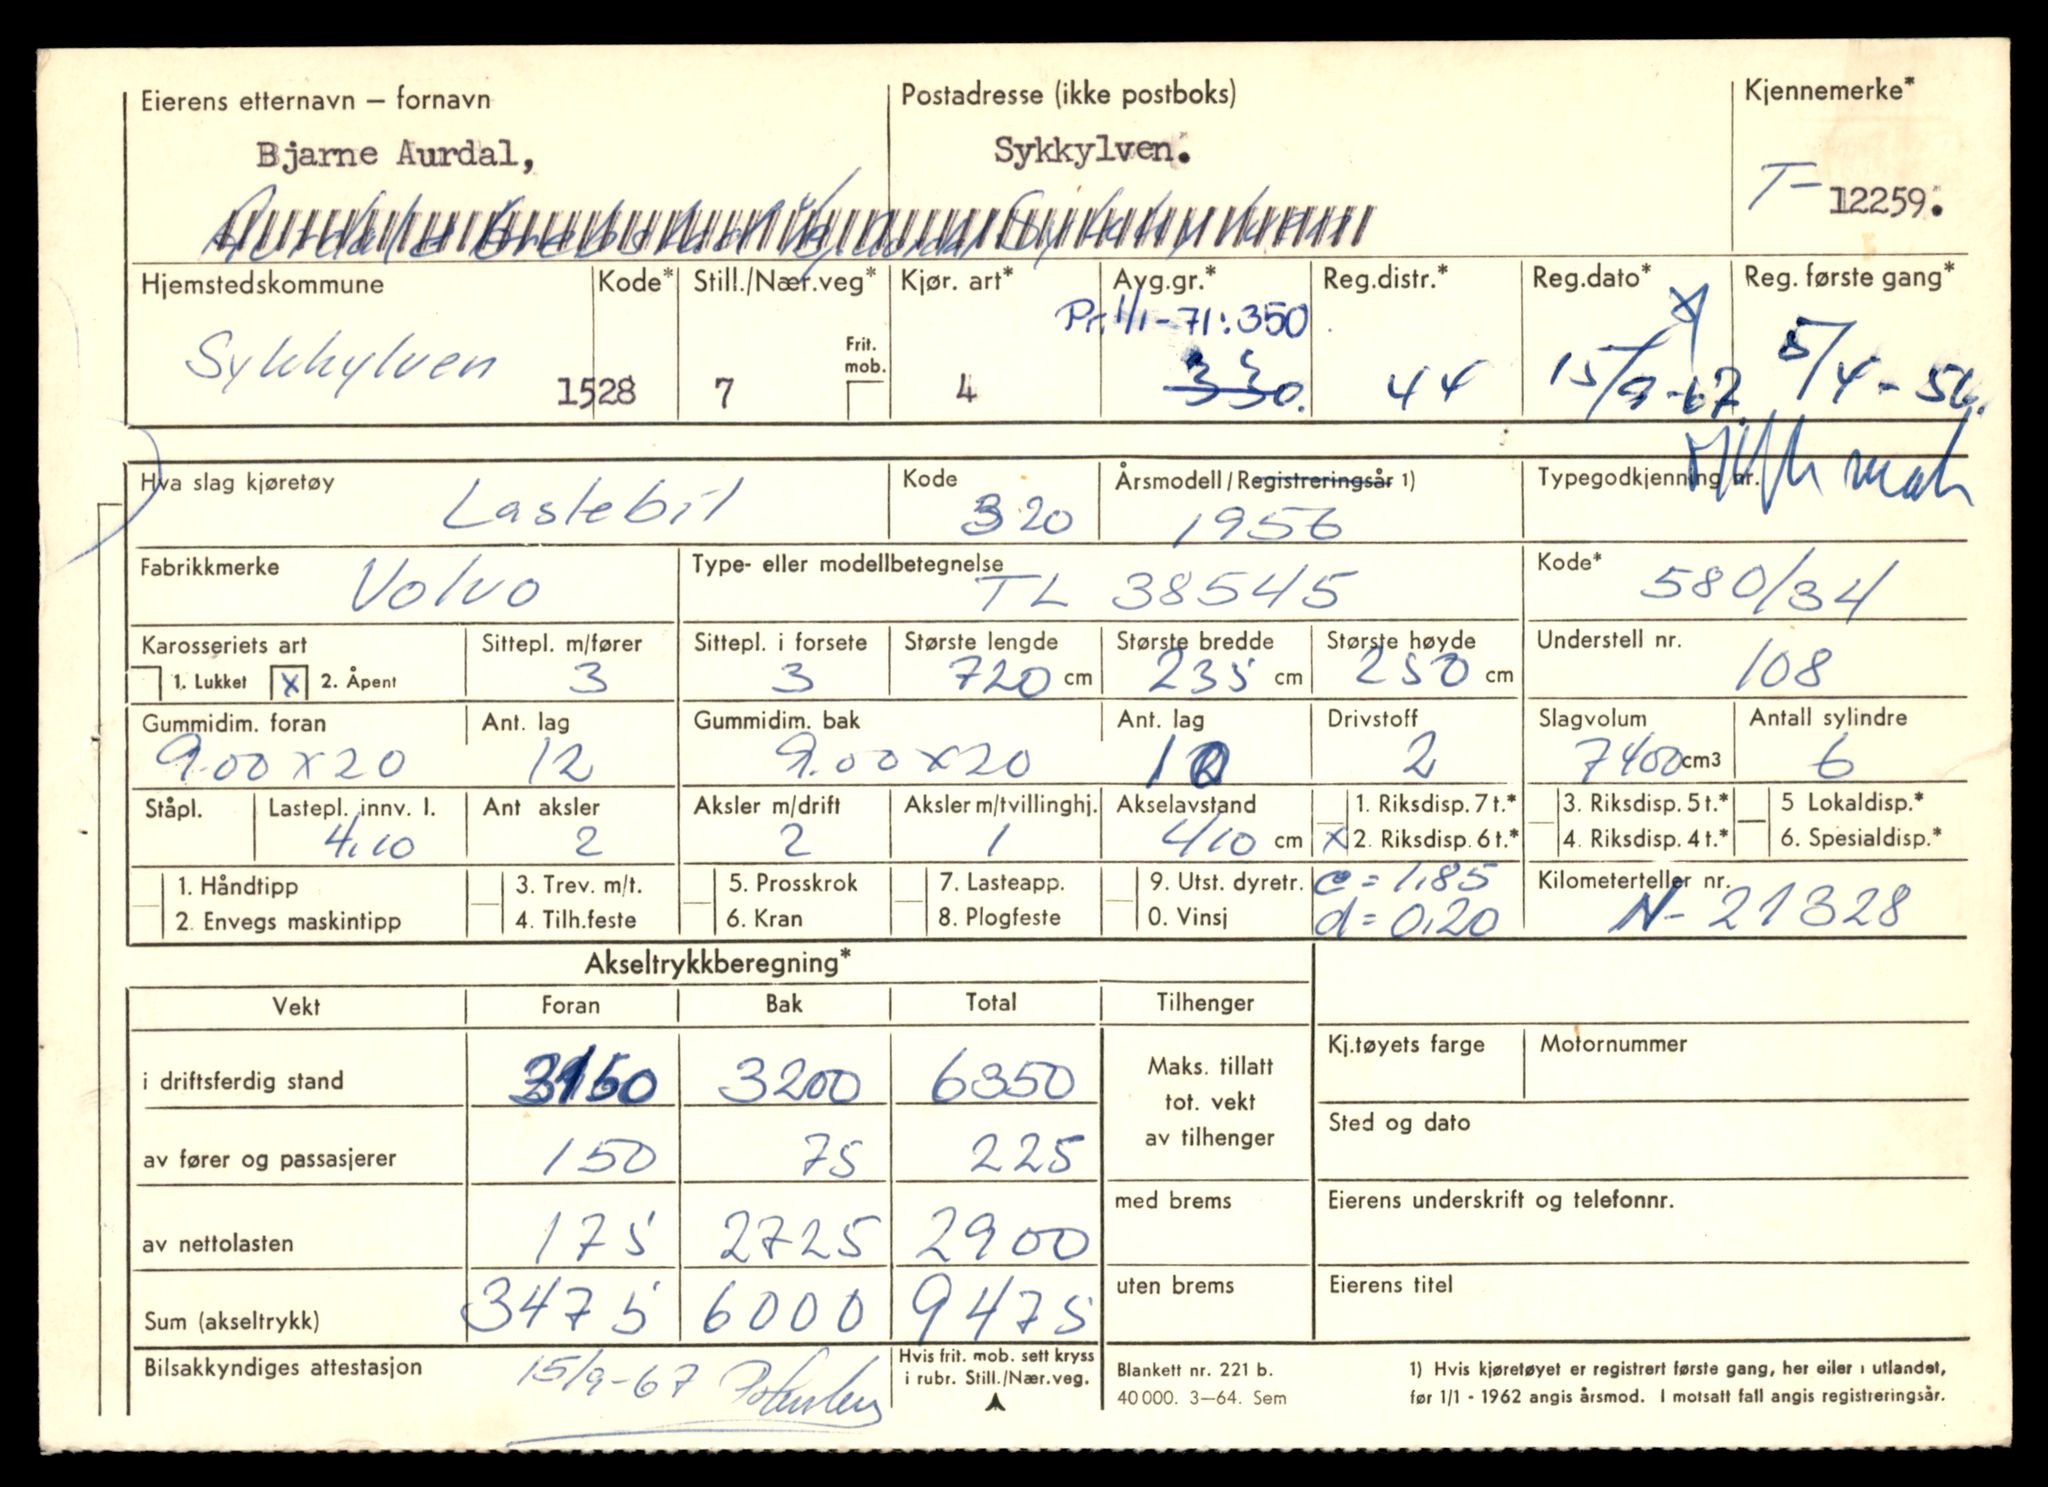 Eierens etternavn – fornavn Postadresse (ikke postboks) Kjennemerke*
Bjarne Aurdal, Sykkylven.
T- 12259.
Hjemstedskommune Kode* Still./Nær.veg* Kjør. art* Avg.gr.* Reg.distr.* Reg.dato* Reg. første gang*
Pr. 1/1-71: 350
Frit. mob.
Sykkylven 1528 7 4 330. 44 15/9-67 5/4-56.
Hva slag kjøretøy Kode Årsmodell/Registreringsår 1) Typegodkjenning nr.
Lastebil 320 1956
Fabrikkmerke Type- eller modellbetegnelse Kode*
Volvo TL 38545 580/34
Karosseriets art Sittepl. m/fører Sittepl. i forsete Største lengde Største bredde Største høyde Understell nr.
1. Lukket x 2. Åpent 3 3 720 cm 235 cm 250 cm 108
Gummidim. foran Ant. lag Gummidim. bak Ant. lag Drivstoff Slagvolum Antall sylindre
9.00 x 20 12 9.00 x 20 10 2 7400 cm3 6
Ståpl. Lastepl. innv. l. Ant aksler Aksler m/drift Aksler m/tvillinghj. Akselavstand 1. Riksdisp. 7 t.* 3. Riksdisp. 5 t.* 5 Lokaldisp.*
4,10 2 2 1 410 cm x 2. Riksdisp. 6 t.* 4. Riksdisp. 4 t.* 6. Spesialdisp.*
1. Håndtipp 3. Trev. m/t. 5. Prosskrok 7. Lasteapp. 9. Utst. dyretr. c = 1,85 Kilometerteller nr.
2. Envegs maskintipp 4. Tilh.feste 6. Kran 8. Plogfeste 0. Vinsj d = 0,20 N-21328
Akseltrykkberegning*
Vekt Foran Bak Total Tilhenger
i driftsferdig stand 3150 3200 6350 Maks. tillatt tot. vekt av tilhenger Kj.tøyets farge Motornummer
Sted og dato
av fører og passasjerer 150 75 225
med brems Eierens underskrift og telefonnr.
av nettolasten 175 2725 2900
uten brems Eierens titel
Sum (akseltrykk) 3475 6000 9475
Bilsakkyndiges attestasjon 15/9-67 Hvis frit. mob. sett kryss i rubr. Still./Nær.veg.
Blankett nr. 221 b.
40 000. 3–64. Sem
1) Hvis kjøretøyet er registrert første gang, her eller i utlandet,
før 1/1 - 1962 angis årsmod. I motsatt fall angis registreringsår.